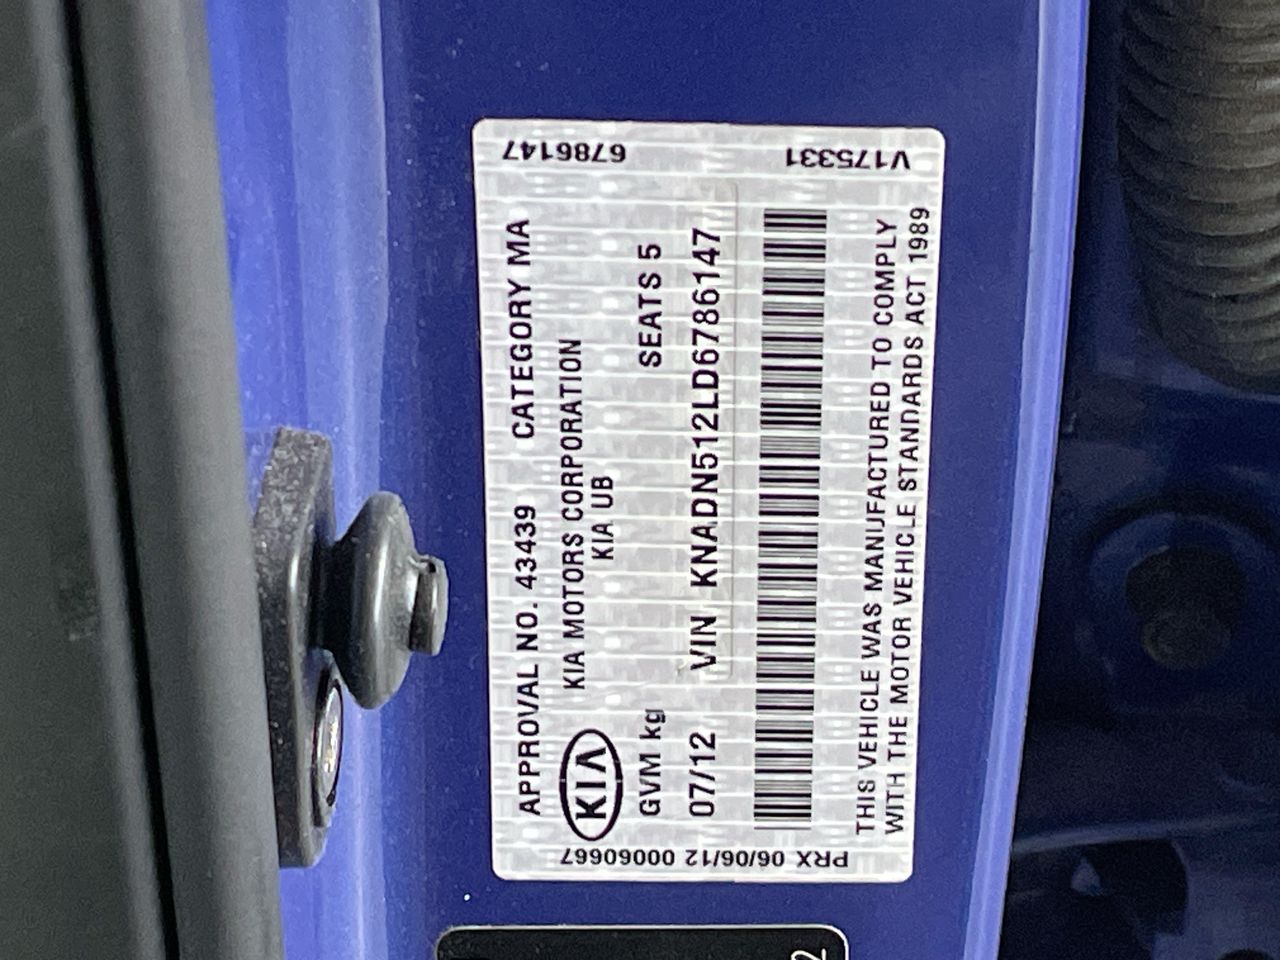 6786147
V175331
APPROVAL NO. 43439 CATEGORY MA
KIA MOTORS CORPORATION
KIA
KIA UB
GVM kg SEATS 5
07/12 VIN KNADN512LD6786147
THIS VEHICLE WAS MANUFACTURED TO COMPLY
WITH THE MOTOR VEHICLE STANDARDS ACT 1989
PRX 06/06/12 00060667
2